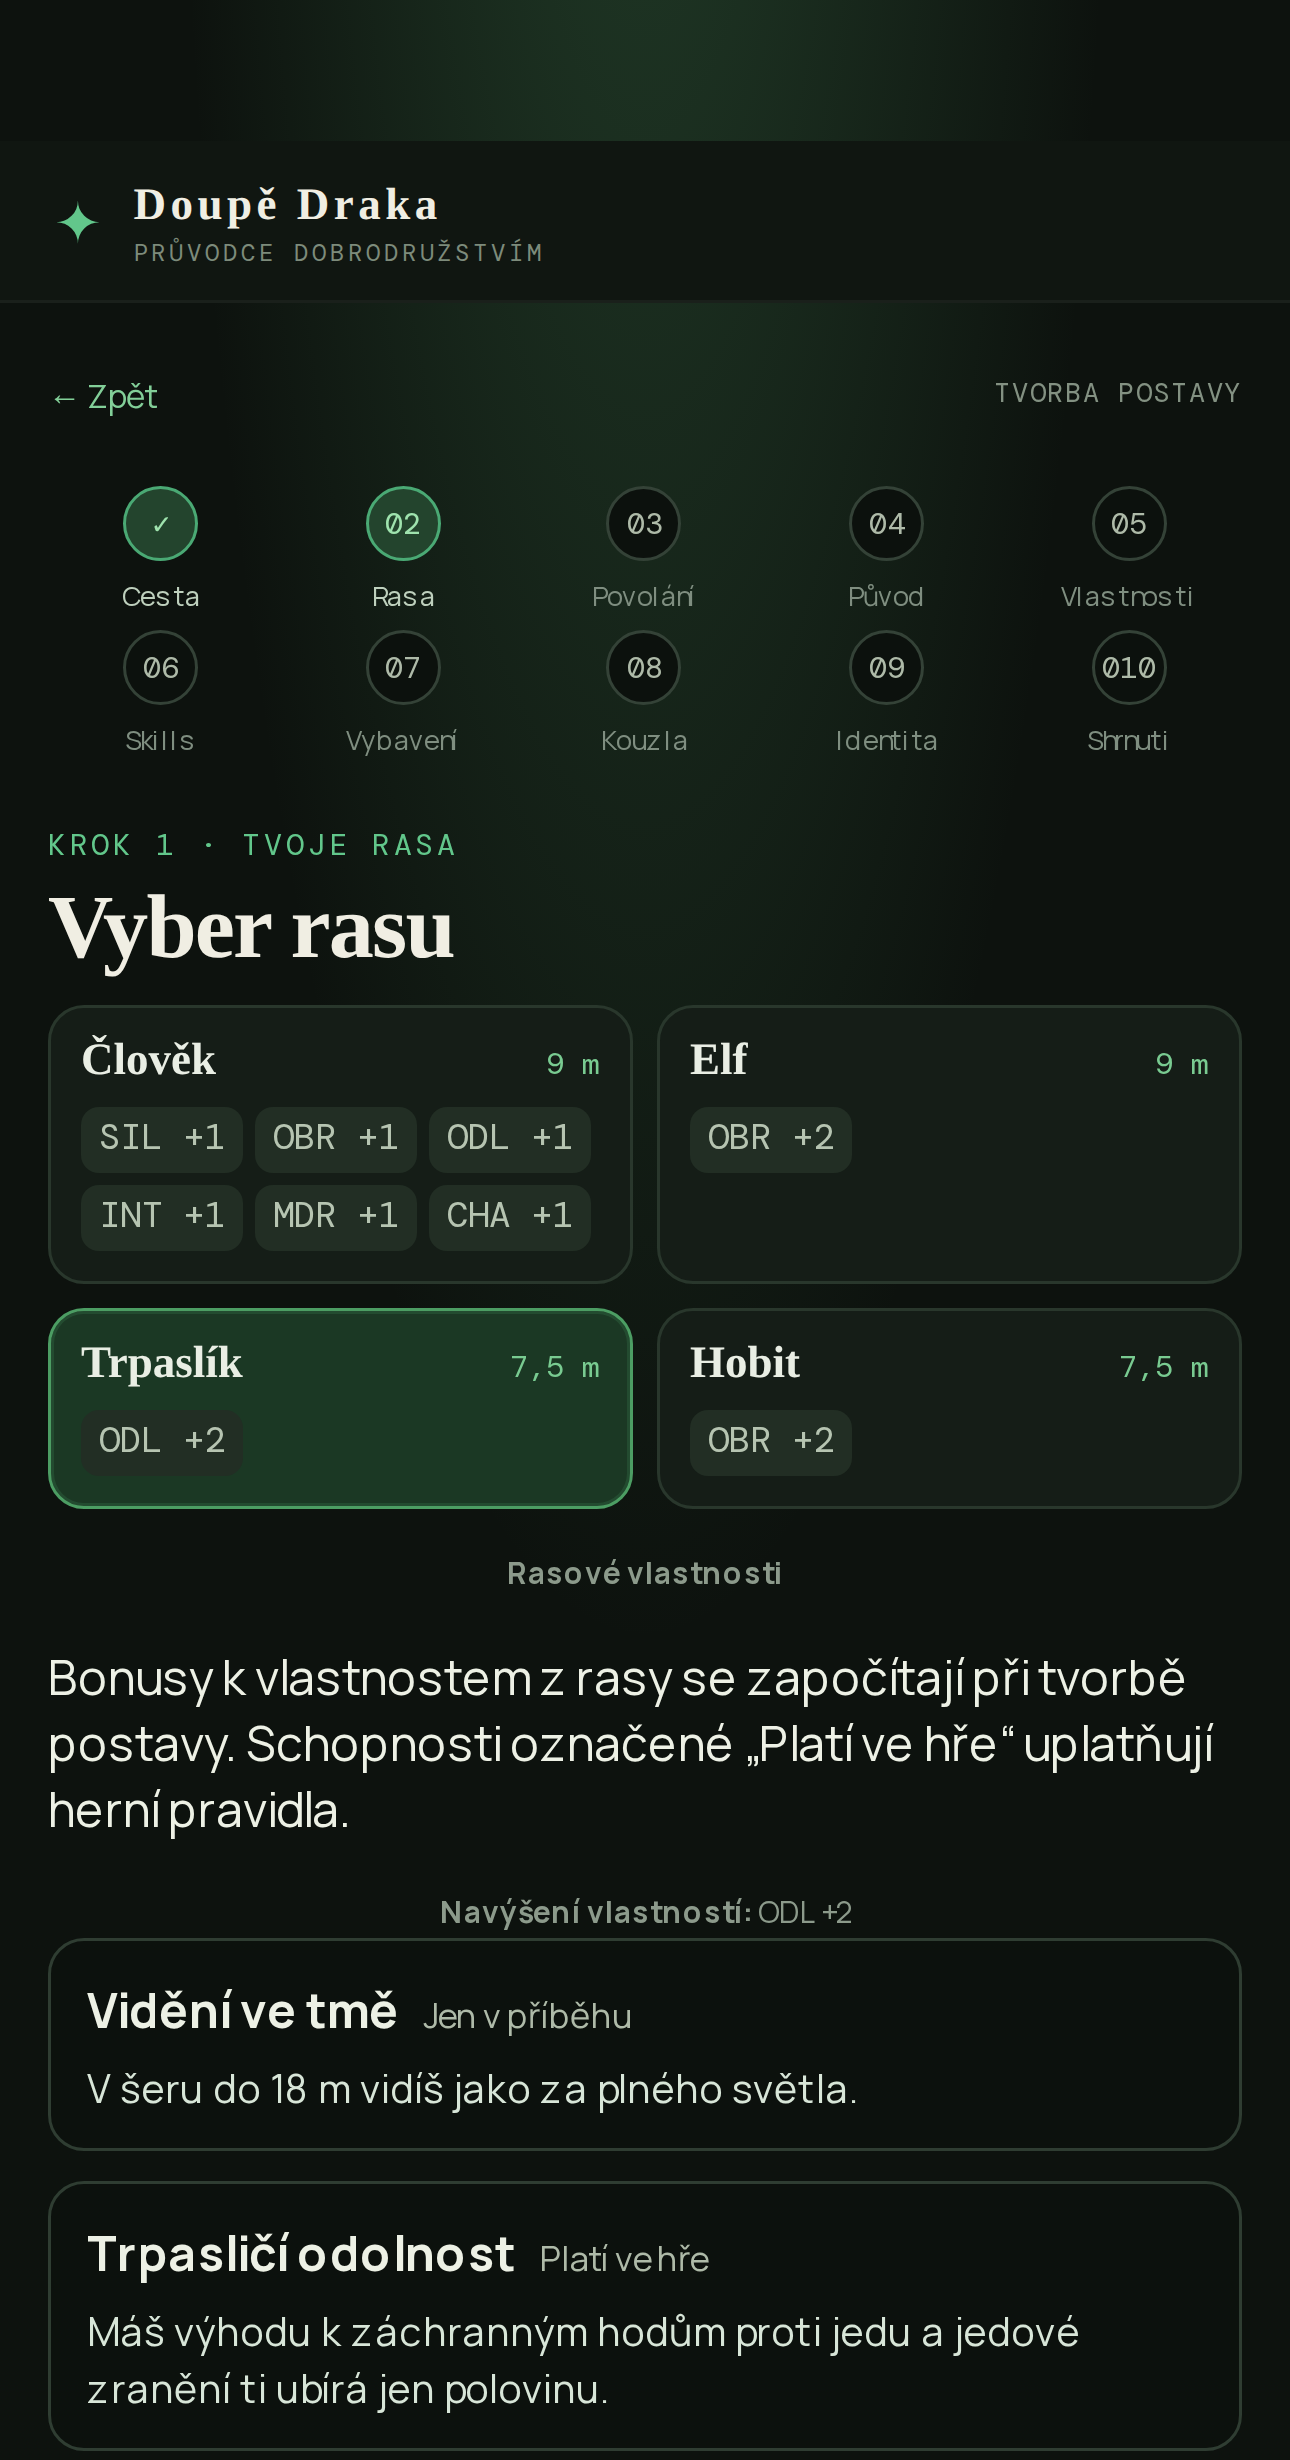 Doupě Draka
PRŮVODCE DOBRODRUŽSTVÍM
← Zpět
TVORBA POSTAVY
✓ 02 03 04 05
Cesta Rasa Povolání Původ Vlastnosti
06 07 08 09 010
Skills Vybavení Kouzla Identita Shrnuti
KROK 1 · TVOJE RASA
Vyber rasu
Člověk 9 m
SIL +1 OBR +1 ODL +1
INT +1 MDR +1 CHA +1
Elf 9 m
OBR +2
Trpaslík 7,5 m
ODL +2
Hobit 7,5 m
OBR +2
Rasové vlastnosti
Bonusy k vlastnostem z rasy se započítají při tvorbě
postavy. Schopnosti označené „Platí ve hře“ uplatňují
herní pravidla.
Navýšení vlastností: ODL +2
Vidění ve tmě Jen v příběhu
V šeru do 18 m vidíš jako za plného světla.
Trpasličí odolnost Platí ve hře
Máš výhodu k záchranným hodům proti jedu a jedové
zranění ti ubírá jen polovinu.